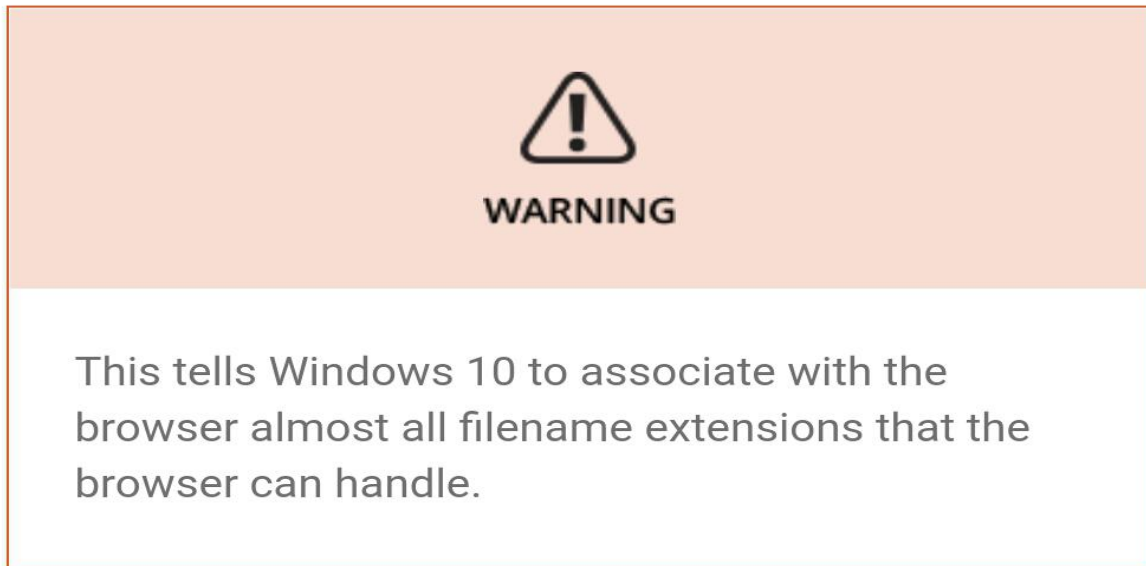 WARNING
This tells Windows 10 to associate with the
browser almost all filename extensions that the
browser can handle.